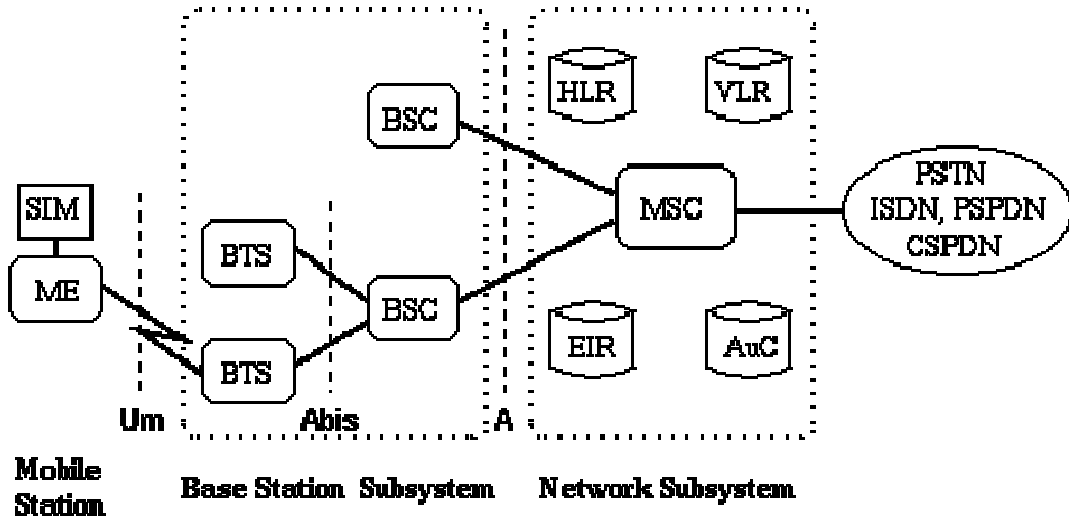 HLR
VLR
BSC
PSTN
ISDN, PSPDN
CSPDN
SIM
MSC
BTS
ME
BSC
EIR
AuC
BTS
Um
Abis
A
Mobile
Station
Base Station Subsystem
Network Subsystem